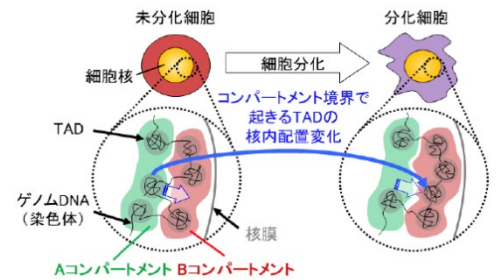 未分化細胞
分化細胞
細胞核
細胞分化
コンパートメント境界で
起きるTADの
核内配置変化
TAD
ゲノムDNA
(染色体)
核膜
Aコンパートメント Bコンパートメント